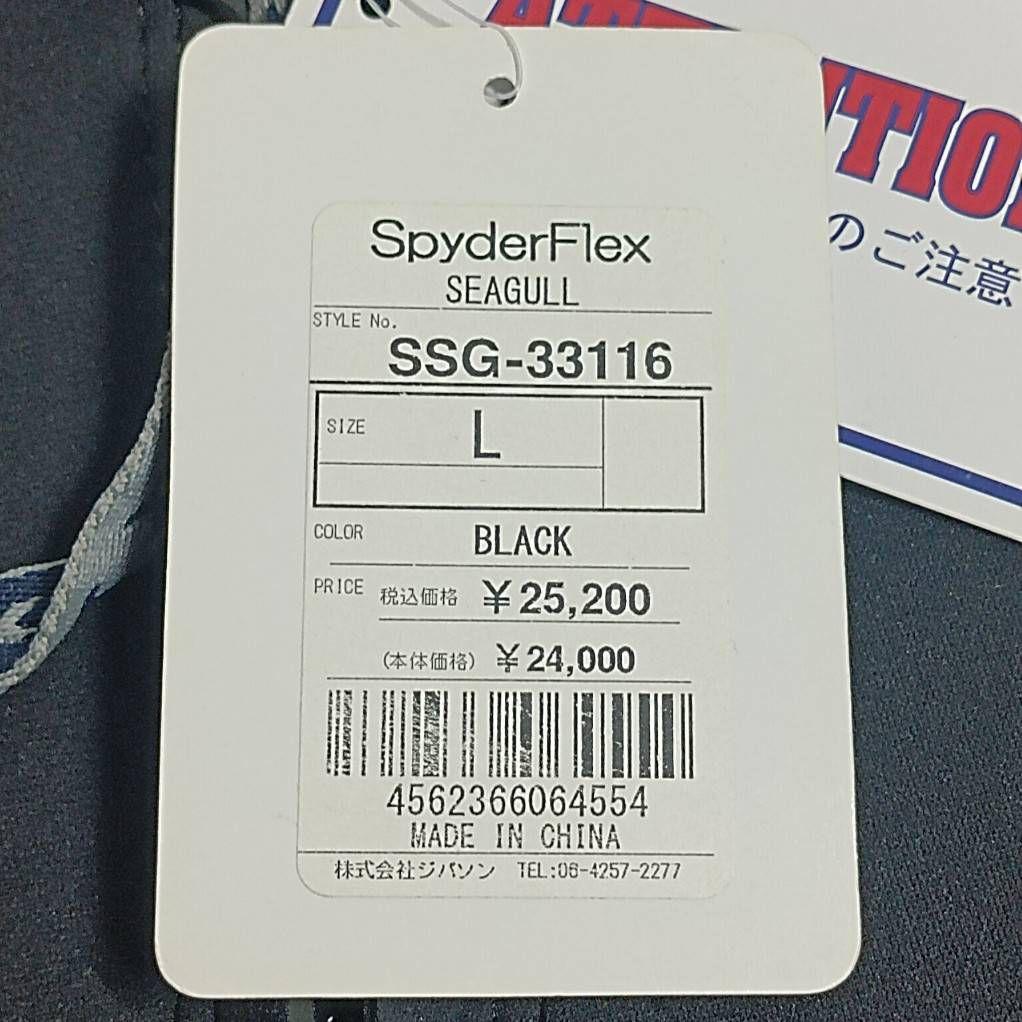 ATTENTION
のご注意
SpyderFlex
SEAGULL
STYLE No.
SSG-33116
SIZE L
COLOR BLACK
PRICE 税込価格 ¥25,200
(本体価格) ¥24,000
4562366064554
MADE IN CHINA
株式会社ジパソン TEL:06-4257-2277